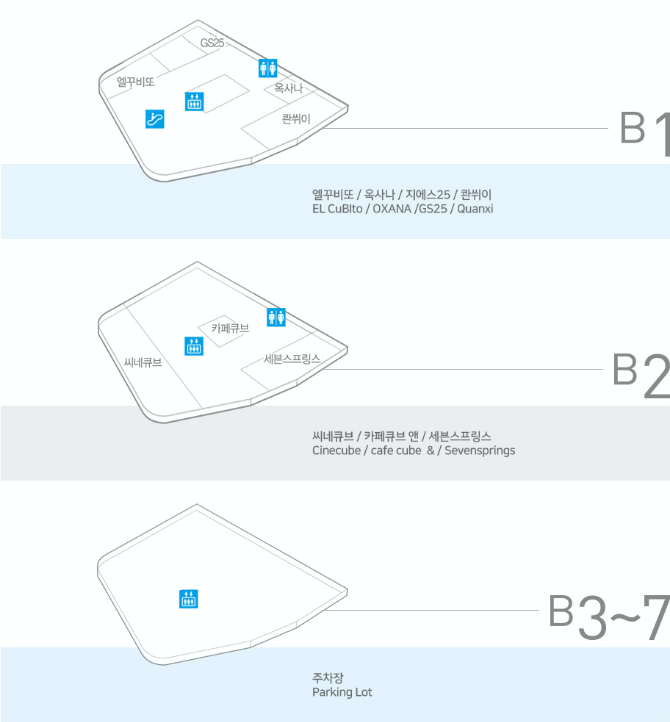 GS25
엘꾸비또
옥사나
콴쒸이
B1
엘꾸비또 / 옥사나 / 지에스25 / 콴쒸이
EL CuBIto / OXANA /GS25 / Quanxi
카페큐브
씨네큐브
세븐스프링스
B2
씨네큐브 / 카페큐브 앤 / 세븐스프링스
Cinecube / cafe cube & / Sevensprings
B3~7
주차장
Parking Lot